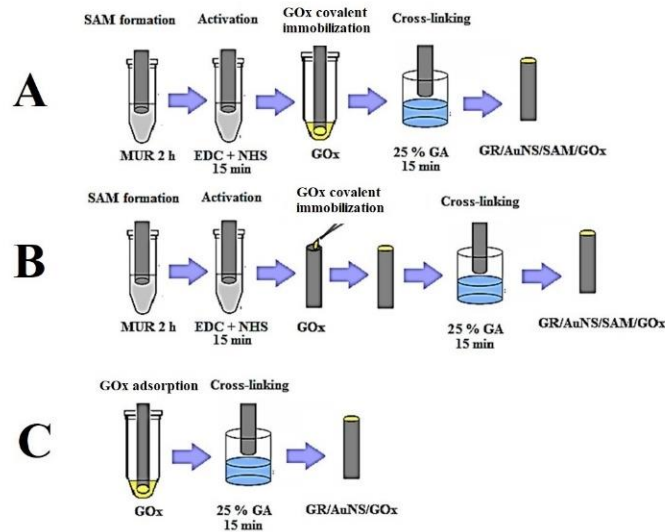 SAM formation Activation GOx covalent immobilization Cross-linking
A
MUR 2 h EDC + NHS 15 min GOx 25 % GA 15 min GR/AuNS/SAM/GOx
SAM formation Activation GOx covalent immobilization Cross-linking
B
MUR 2 h EDC + NHS 15 min GOx 25 % GA 15 min GR/AuNS/SAM/GOx
GOx adsorption Cross-linking
C
GOx 25 % GA 15 min GR/AuNS/GOx